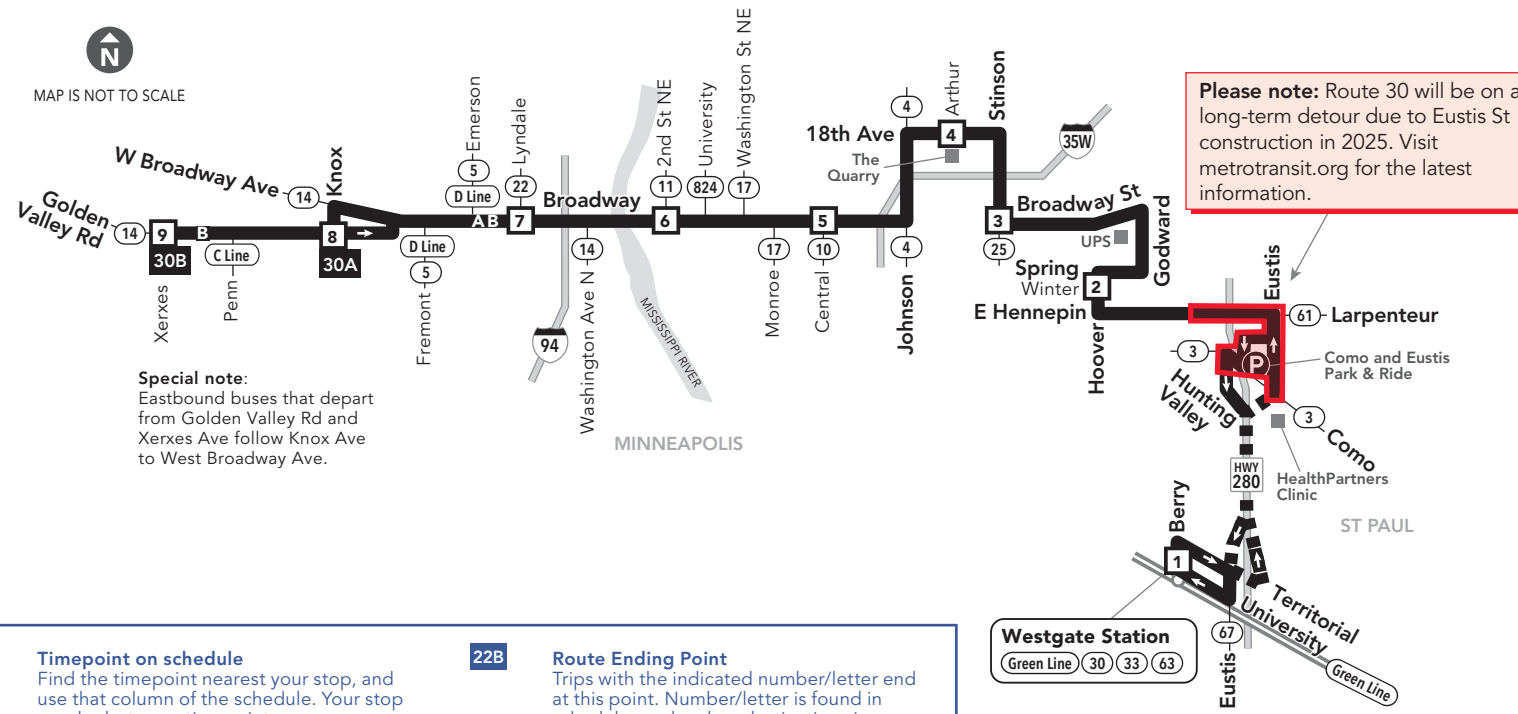 N
MAP IS NOT TO SCALE
W Broadway Ave
14
Knox
Golden
Valley Rd
14
9
30B
B
Xerxes
C Line
Penn
8
30A
Emerson
5
D Line
D Line
5
Fremont
AB
Lyndale
22
7
Broadway
94
14
Washington Ave N
MISSISSIPPI RIVER
2nd St NE
11
6
University
824
Washington St NE
17
17
Monroe
5
10
Central
MINNEAPOLIS
4
18th Ave
4
Johnson
The
Quarry
Arthur
4
Stinson
35W
3
25
Broadway St
UPS
Godward
Spring
Winter
2
E Hennepin
Hoover
Please note: Route 30 will be on a
long-term detour due to Eustis St
construction in 2025. Visit
metrotransit.org for the latest
information.
Eustis
61
Larpenteur
3
P
Como and Eustis
Park & Ride
Hunting
Valley
3
Como
HWY
280
HealthPartners
Clinic
ST PAUL
Berry
1
Territorial
University
67
Eustis
Green Line
Westgate Station
Green Line 30 33 63
Special note:
Eastbound buses that depart
from Golden Valley Rd and
Xerxes Ave follow Knox Ave
to West Broadway Ave.
Timepoint on schedule
Find the timepoint nearest your stop, and
use that column of the schedule. Your stop
22B
Route Ending Point
Trips with the indicated number/letter end
at this point. Number/letter is found in